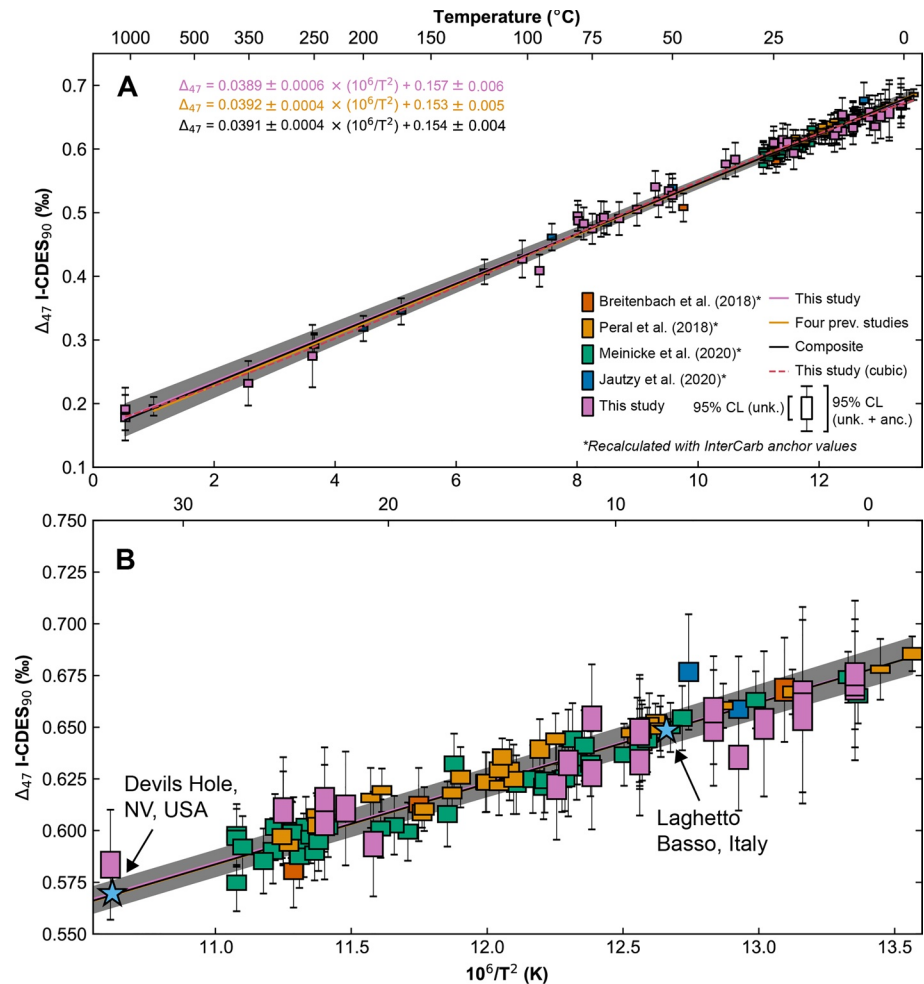 Temperature (°C)
1000 500 350 250 200 150 100 75 50 25 0
A
Δ47 = 0.0389 ± 0.0006 × (10⁶/T²) + 0.157 ± 0.006
Δ47 = 0.0392 ± 0.0004 × (10⁶/T²) + 0.153 ± 0.005
Δ47 = 0.0391 ± 0.0004 × (10⁶/T²) + 0.154 ± 0.004
0.7
0.6
0.5
0.4
0.3
0.2
0.1
Δ47 I-CDES90 (‰)
Breitenbach et al. (2018)*
Peral et al. (2018)*
Meinicke et al. (2020)*
Jautzy et al. (2020)*
This study
This study
Four prev. studies
Composite
This study (cubic)
95% CL (unk.)
95% CL
(unk. + anc.)
*Recalculated with InterCarb anchor values
0 2 4 6 8 10 12
30 20 10 0
B
0.750
0.725
0.700
0.675
0.650
0.625
0.600
0.575
0.550
Δ47 I-CDES90 (‰)
Devils Hole,
NV, USA
Laghetto
Basso, Italy
11.0 11.5 12.0 12.5 13.0 13.5
10⁶/T² (K)